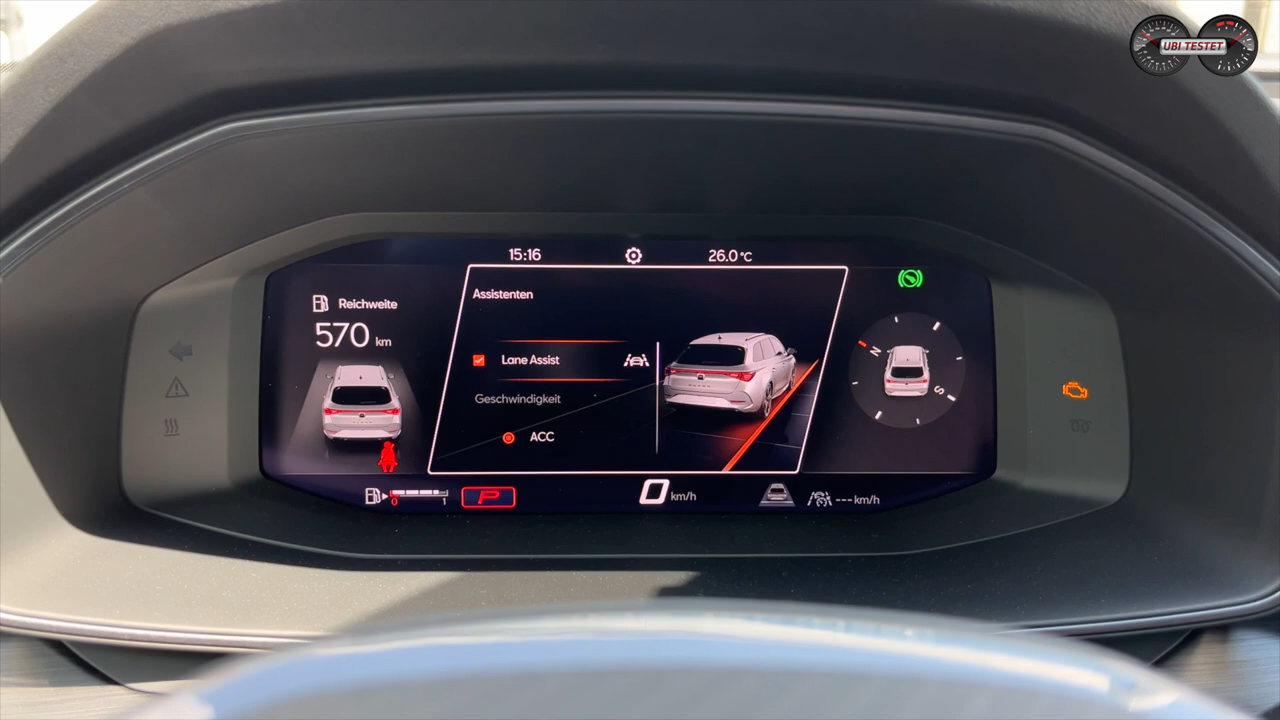 UBI TESTET
15:16
26.0 °C
Reichweite
570 km
Assistenten
Lane Assist
Geschwindigkeit
ACC
N
S
0
1
P
0 km/h
--- km/h